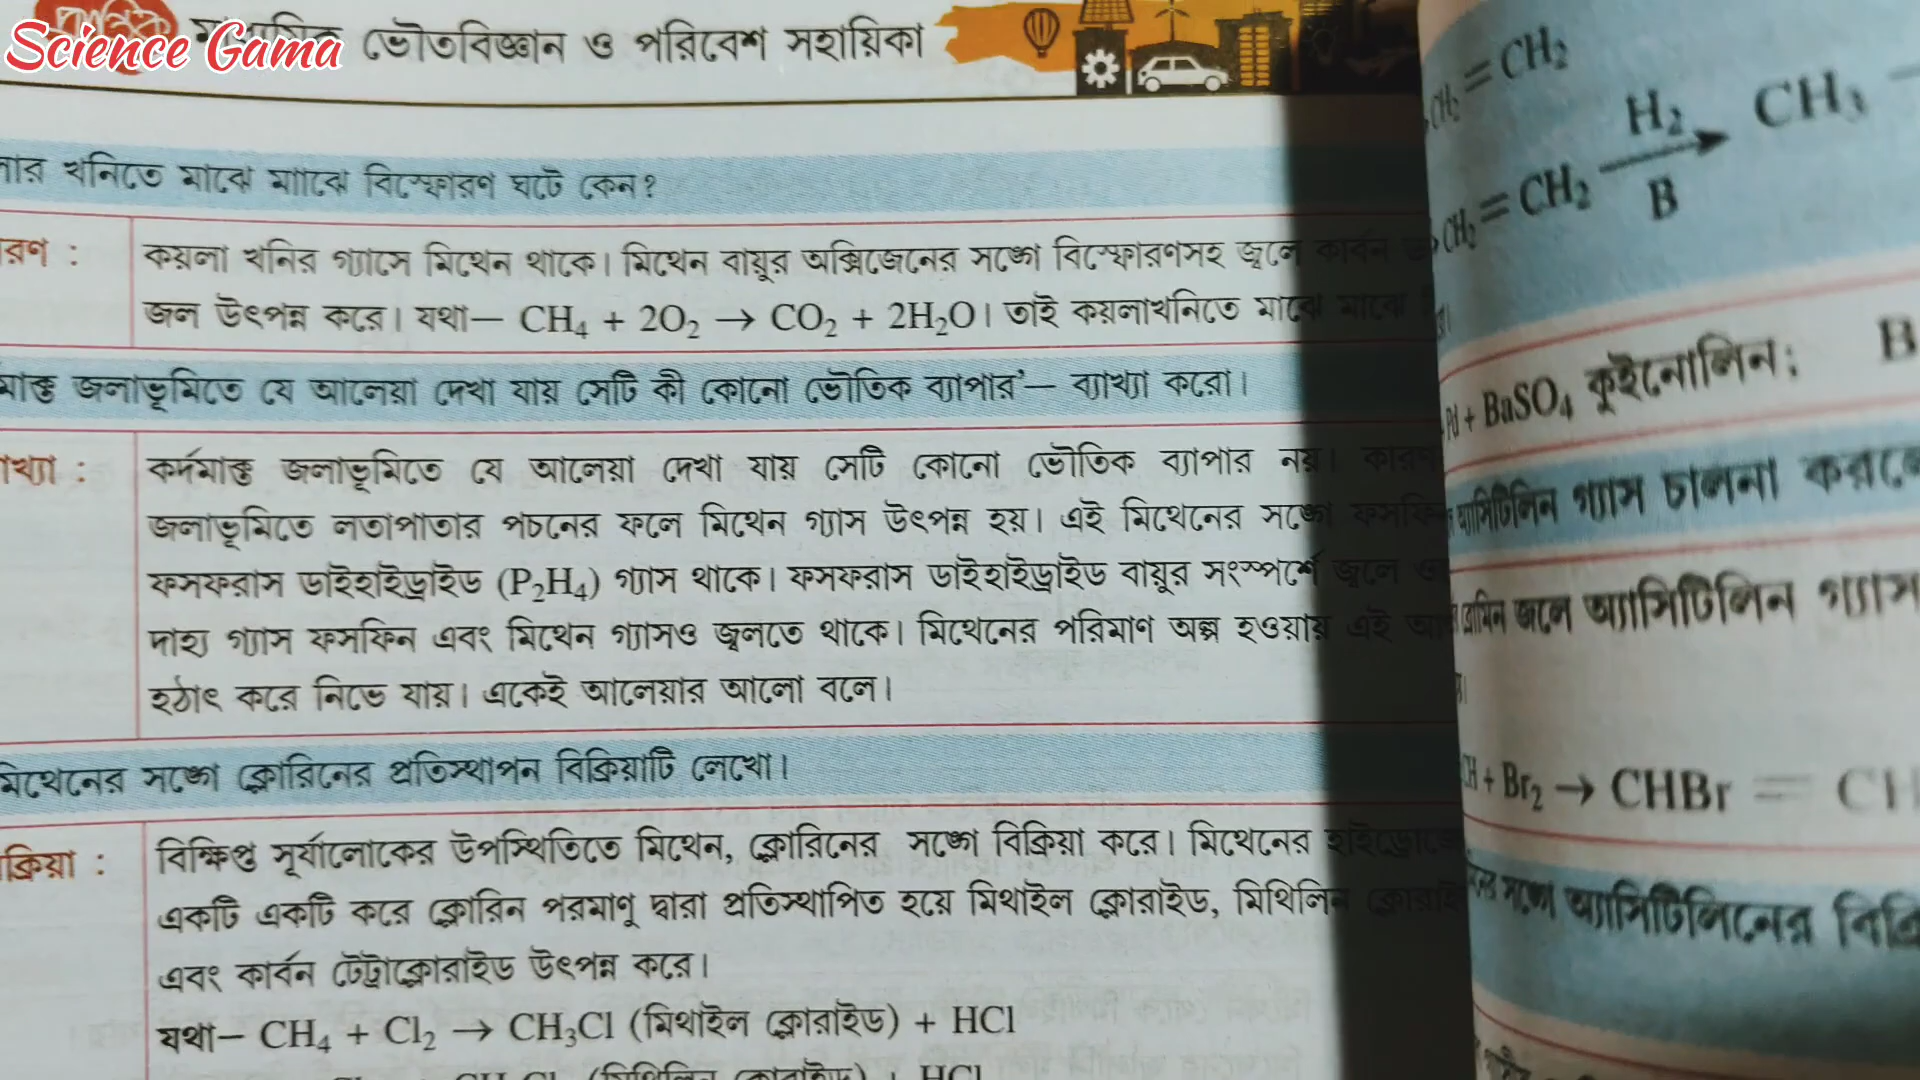 Science Gama
ভৌতবিজ্ঞান ও পরিবেশ সহায়িকা
খনিতে মাঝে মাঝে বিস্ফোরণ ঘটে কেন?
কয়লা খনির গ্যাসে মিথেন থাকে। মিথেন বায়ুর অক্সিজেনের সঙ্গে বিস্ফোরণসহ জ্বলে কার্বন
জল উৎপন্ন করে। যথা— CH₄ + 2O₂ → CO₂ + 2H₂O। তাই কয়লাখনিতে মাঝে মাঝে
জলাভূমিতে যে আলেয়া দেখা যায় সেটি কী কোনো ভৌতিক ব্যাপার'— ব্যাখ্যা করো।
কর্দমাক্ত জলাভূমিতে যে আলেয়া দেখা যায় সেটি কোনো ভৌতিক ব্যাপার নয়। কারণ
জলাভূমিতে লতাপাতার পচনের ফলে মিথেন গ্যাস উৎপন্ন হয়। এই মিথেনের সঙ্গে
ফসফরাস ডাইহাইড্রাইড (P₂H₄) গ্যাস থাকে। ফসফরাস ডাইহাইড্রাইড বায়ুর সংস্পর্শে জ্বলে
দাহ্য গ্যাস ফসফিন এবং মিথেন গ্যাসও জ্বলতে থাকে। মিথেনের পরিমাণ অল্প হওয়ায় এই
হঠাৎ করে নিভে যায়। একেই আলেয়ার আলো বলে।
মিথেনের সঙ্গে ক্লোরিনের প্রতিস্থাপন বিক্রিয়াটি লেখো।
বিক্ষিপ্ত সূর্যালোকের উপস্থিতিতে মিথেন, ক্লোরিনের সঙ্গে বিক্রিয়া করে। মিথেনের
একটি একটি করে ক্লোরিন পরমাণু দ্বারা প্রতিস্থাপিত হয়ে মিথাইল ক্লোরাইড, মিথিলিন
এবং কার্বন টেট্রাক্লোরাইড উৎপন্ন করে।
যথা— CH₄ + Cl₂ → CH₃Cl (মিথাইল ক্লোরাইড) + HCl
= CH₂
CH₂ = CH₂ H₂ B CH₃
Pd + BaSO₄ কুইনোলিন; B
গ্যাস চালনা করলে
জলে অ্যাসিটিলিন গ্যাস
+ Br₂ → CHBr =
সঙ্গে অ্যাসিটিলিনের